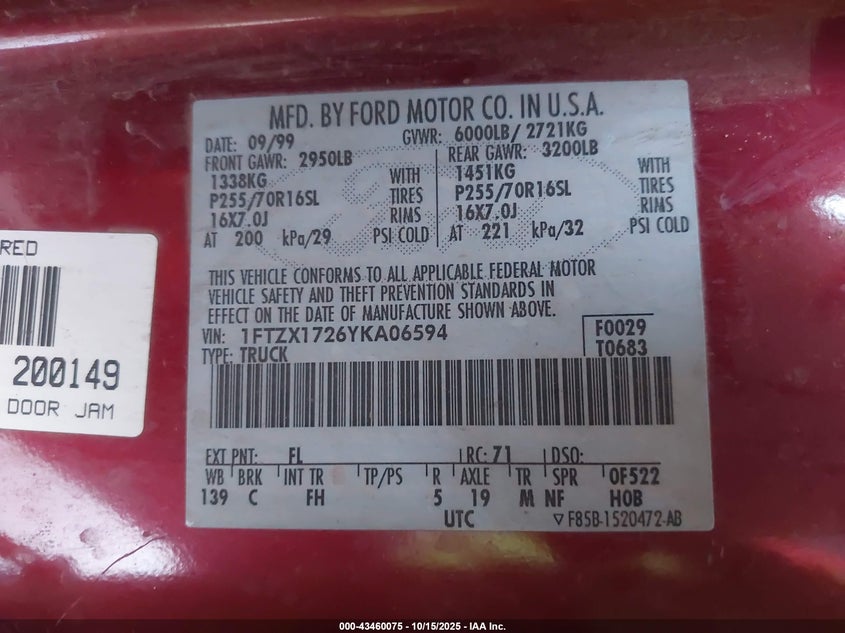 MFD. BY FORD MOTOR CO. IN U.S.A.
DATE: 09/99 GVWR: 6000LB/ 2721KG
FRONT GAWR: 2950LB REAR GAWR: 3200LB
1338KG WITH 1451KG WITH
P255/70R16SL TIRES P255/70R16SL TIRES
16X7.0J RIMS 16X7.0J RIMS
AT 200 kPa/29 PSI COLD AT 221 kPa/32 PSI COLD
THIS VEHICLE CONFORMS TO ALL APPLICABLE FEDERAL MOTOR
VEHICLE SAFETY AND THEFT PREVENTION STANDARDS IN
EFFECT ON THE DATE OF MANUFACTURE SHOWN ABOVE.
VIN: 1FTZX1726YKA06594 F0029
TYPE: TRUCK T0683
EXT PNT: FL RC: 71 DSO:
WB BRK INT TR TP/PS R AXLE TR SPR 0F522
139 C FH 5 19 M NF H0B
UTC ▽F85B-1520472-AB
RED
200149
DOOR JAM
000-43460075 - 10/15/2025 - IAA Inc.